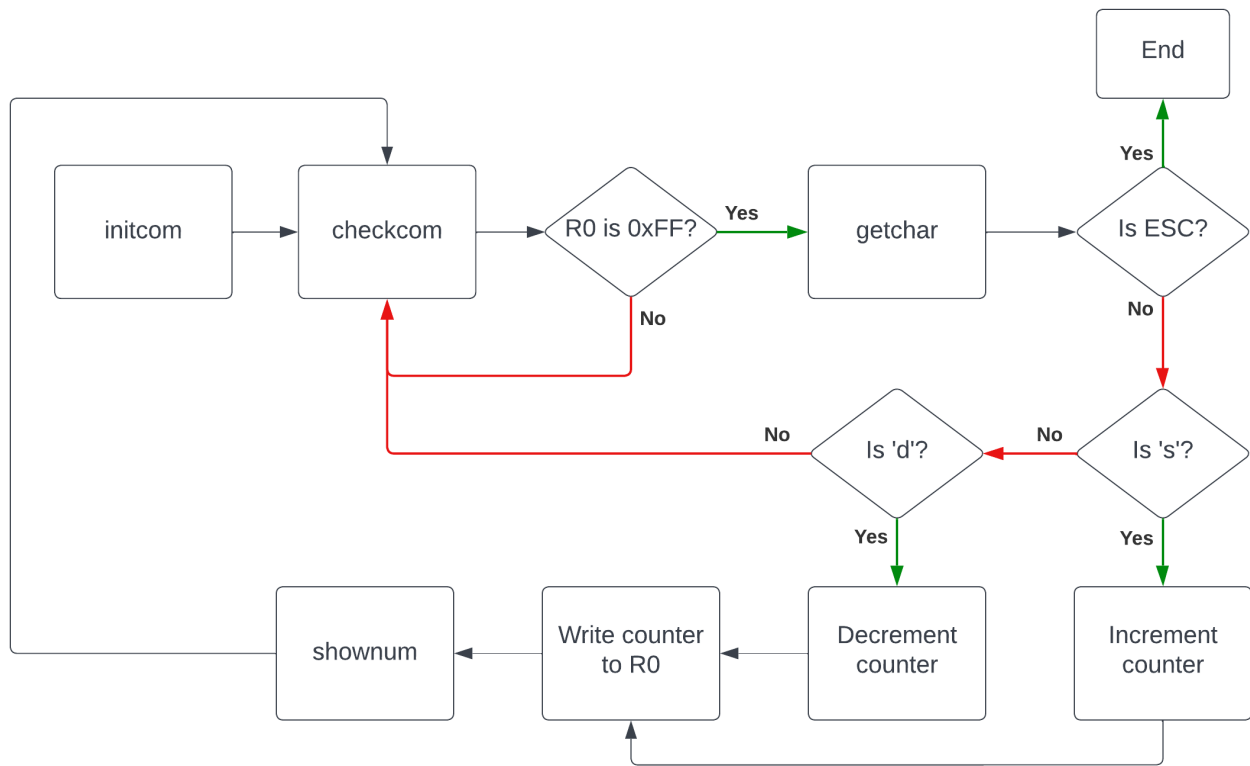 End
Yes
initcom
checkcom
R0 is 0xFF?
Yes
getchar
Is ESC?
No
No
Is 'd'?
No
No
Is 's'?
Yes
Yes
shownum
Write counter
to R0
Decrement
counter
Increment
counter